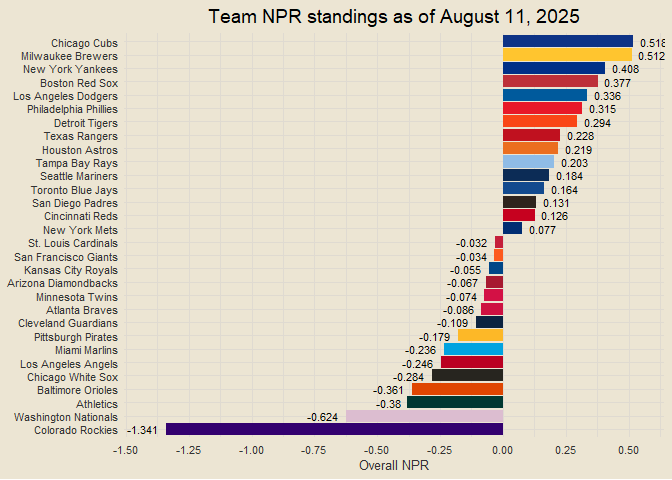 Team NPR standings as of August 11, 2025
Chicago Cubs 0.518
Milwaukee Brewers 0.512
New York Yankees 0.408
Boston Red Sox 0.377
Los Angeles Dodgers 0.336
Philadelphia Phillies 0.315
Detroit Tigers 0.294
Texas Rangers 0.228
Houston Astros 0.219
Tampa Bay Rays 0.203
Seattle Mariners 0.184
Toronto Blue Jays 0.164
San Diego Padres 0.131
Cincinnati Reds 0.126
New York Mets 0.077
St. Louis Cardinals -0.032
San Francisco Giants -0.034
Kansas City Royals -0.055
Arizona Diamondbacks -0.067
Minnesota Twins -0.074
Atlanta Braves -0.086
Cleveland Guardians -0.109
Pittsburgh Pirates -0.179
Miami Marlins -0.236
Los Angeles Angels -0.246
Chicago White Sox -0.284
Baltimore Orioles -0.361
Athletics -0.38
Washington Nationals -0.624
Colorado Rockies -1.341
-1.50 -1.25 -1.00 -0.75 -0.50 -0.25 0.00 0.25 0.50
Overall NPR